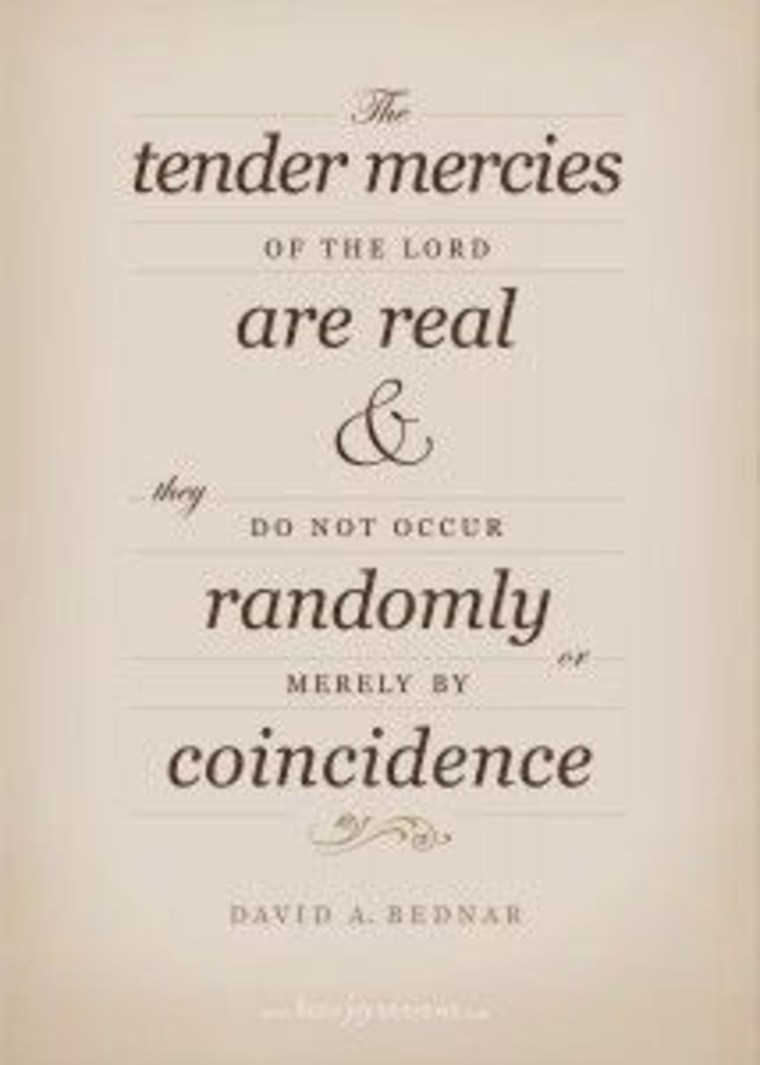 The
tender mercies
OF THE LORD
are real
&
they
DO NOT OCCUR
randomly
or
MERELY BY
coincidence
DAVID A. BEDNAR